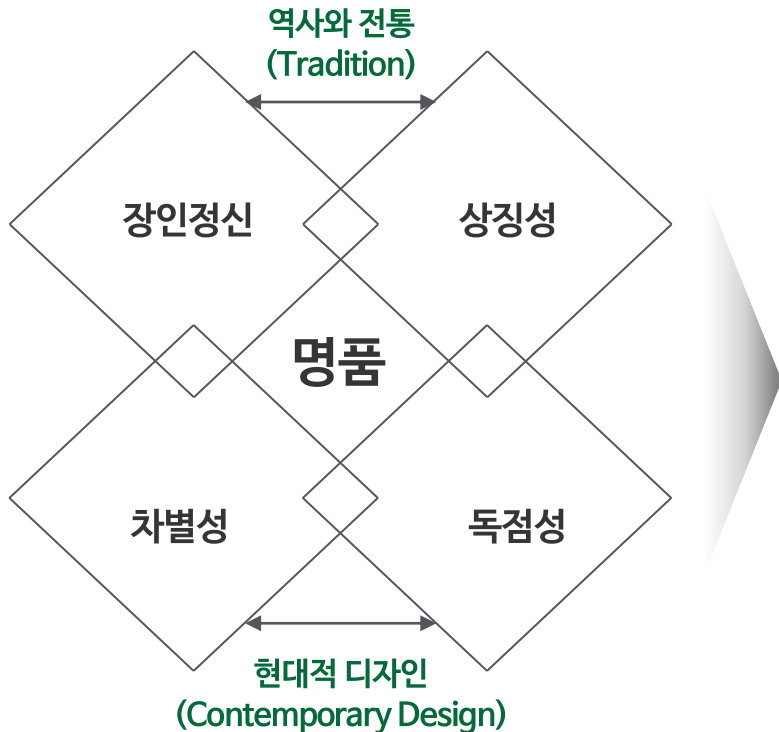 역사와 전통
(Tradition)
장인정신
상징성
명품
차별성
독점성
현대적 디자인
(Contemporary Design)